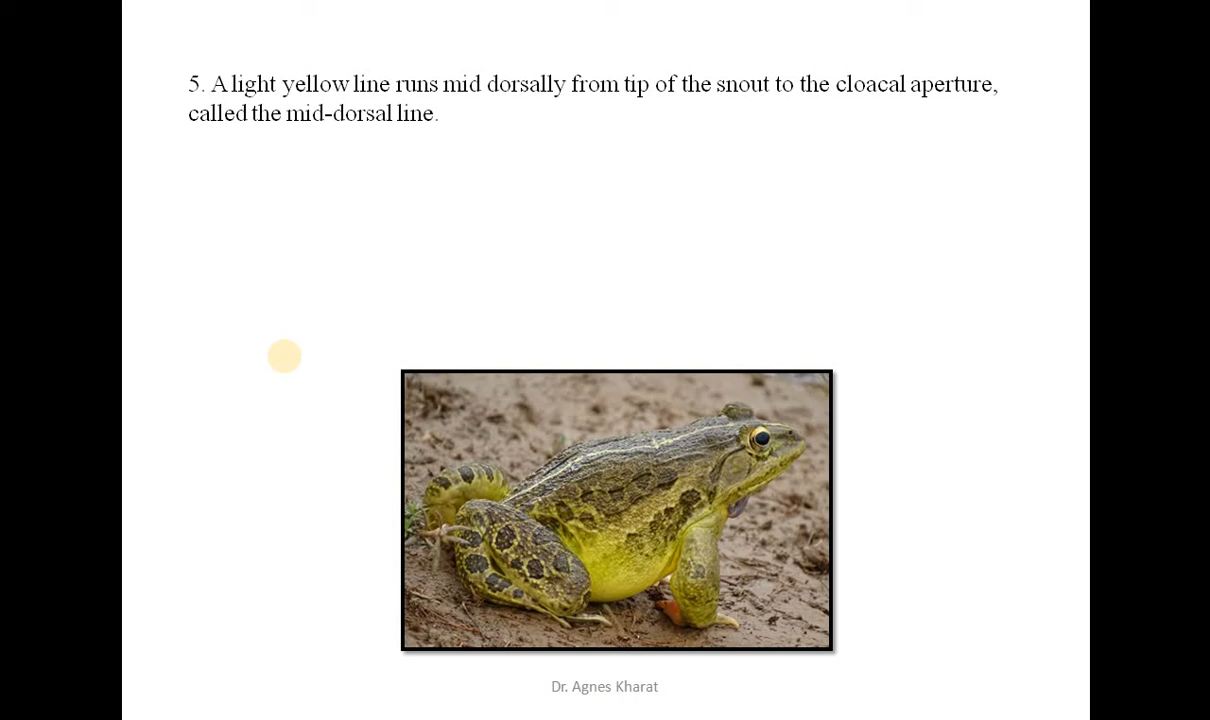 5. A light yellow line runs mid dorsally from tip of the snout to the cloacal aperture,
called the mid-dorsal line.
Dr. Agnes Kharat